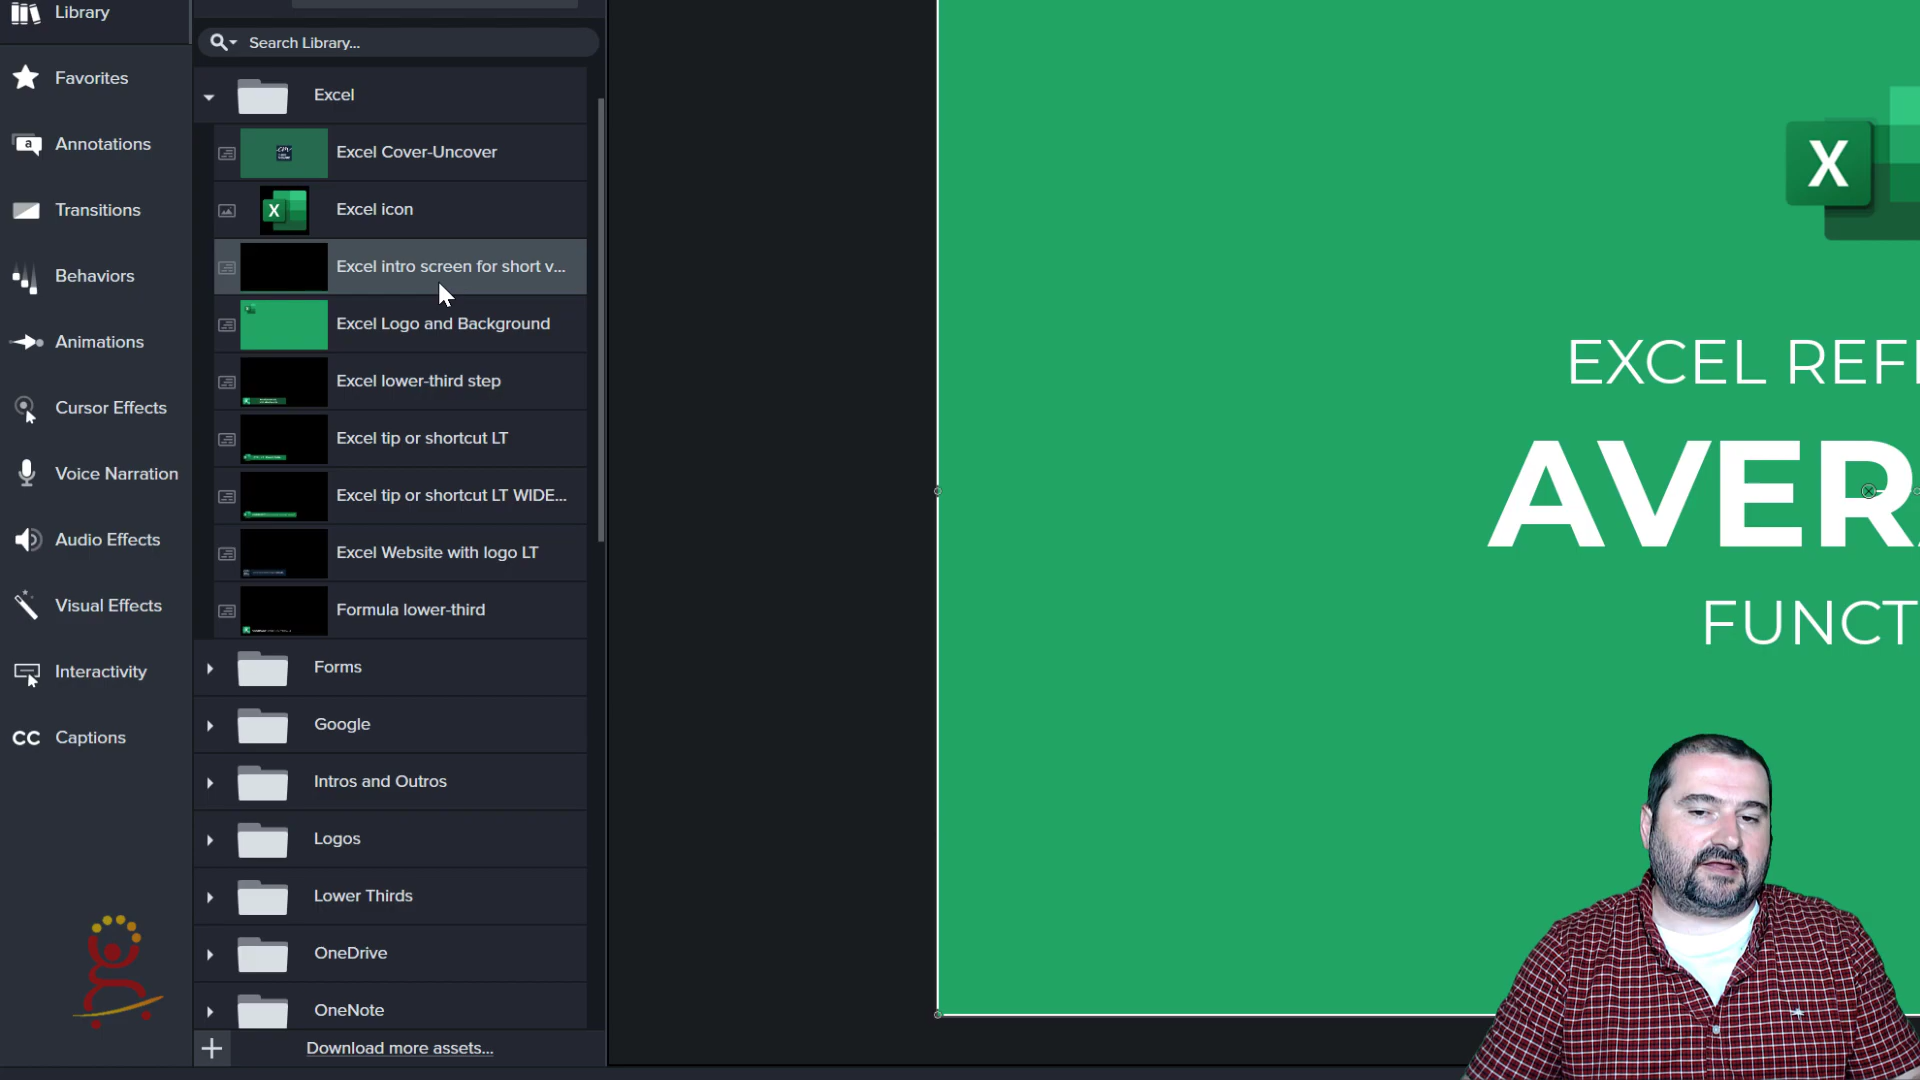 Library
Search Library...
Favorites
Excel
Annotations
Excel Cover-Uncover
Transitions
Excel icon
Behaviors
Excel intro screen for short v...
Animations
Excel Logo and Background
Cursor Effects
Excel lower-third step
Voice Narration
Excel tip or shortcut LT
Audio Effects
Excel tip or shortcut LT WIDE...
Visual Effects
Excel Website with logo LT
Interactivity
Formula lower-third
Captions
Forms
Google
Intros and Outros
Logos
Lower Thirds
OneDrive
OneNote
Download more assets...
X
EXCEL REF
AVER
FUNCT